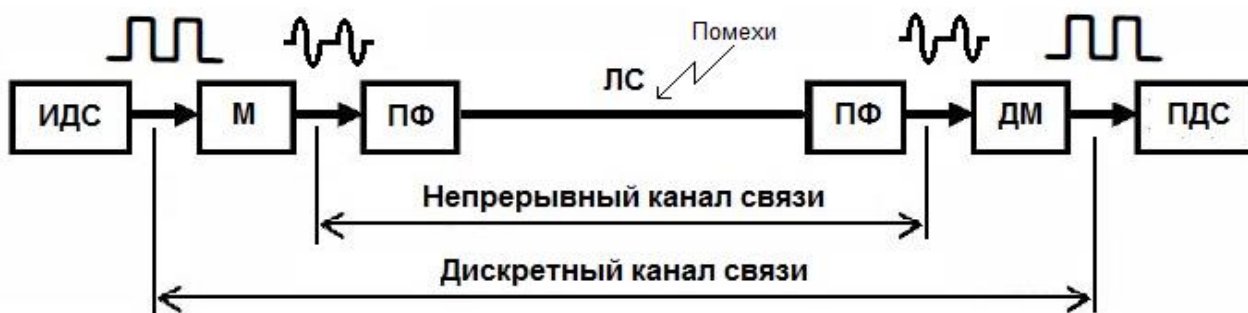 Помехи
ЛС
ИДС М ПФ ПФ ДМ ПДС
Непрерывный канал связи
Дискретный канал связи